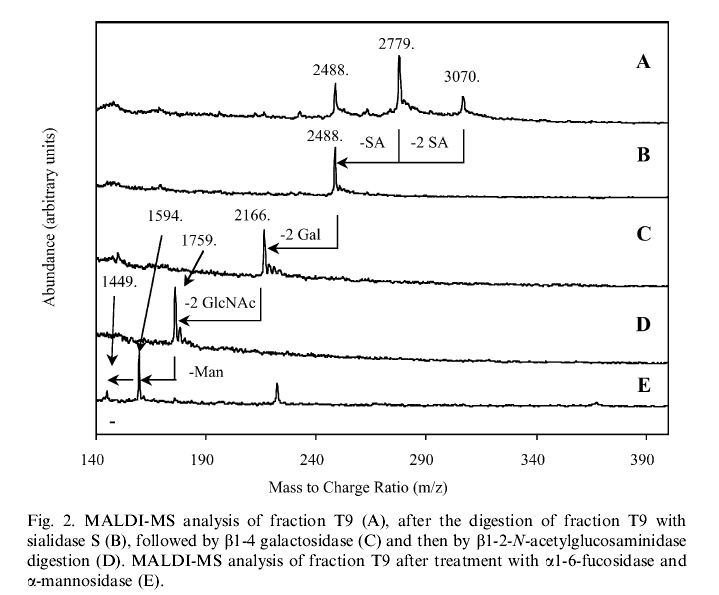 2779.
A
2488.
3070.
2488.
-SA
-2 SA
B
1594.
2166.
1759.
-2 Gal
C
1449.
-2 GlcNAc
D
-Man
E
-
140
190
240
290
340
390
Abundance (arbitrary units)
Mass to Charge Ratio (m/z)
Fig. 2. MALDI-MS analysis of fraction T9 (A), after the digestion of fraction T9 with
sialidase S (B), followed by β1-4 galactosidase (C) and then by β1-2-N-acetylglucosaminidase
digestion (D). MALDI-MS analysis of fraction T9 after treatment with α1-6-fucosidase and
α-mannosidase (E).